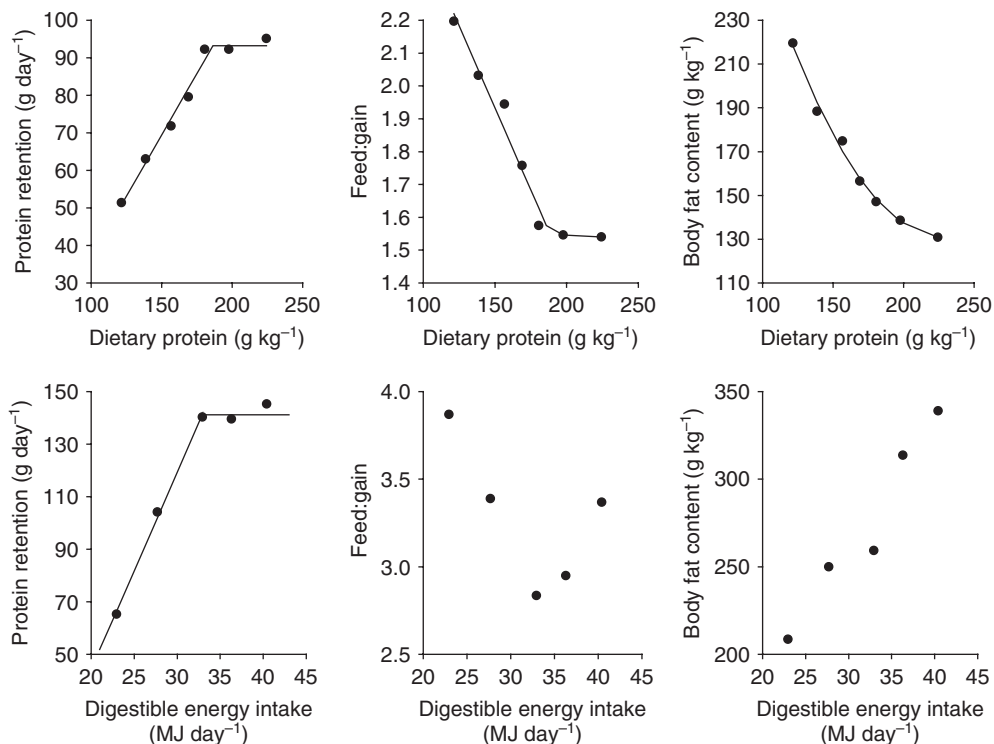 Protein retention (g day⁻¹)
100
90
80
70
60
50
40
30
100 150 200 250
Dietary protein (g kg⁻¹)
Feed:gain
2.2
2.1
2.0
1.9
1.8
1.7
1.6
1.5
1.4
100 150 200 250
Dietary protein (g kg⁻¹)
Body fat content (g kg⁻¹)
230
210
190
170
150
130
110
100 150 200 250
Dietary protein (g kg⁻¹)
Protein retention (g day⁻¹)
150
130
110
90
70
50
20 25 30 35 40 45
Digestible energy intake
(MJ day⁻¹)
Feed:gain
4.0
3.5
3.0
2.5
20 25 30 35 40 45
Digestible energy intake
(MJ day⁻¹)
Body fat content (g kg⁻¹)
350
300
250
200
20 25 30 35 40 45
Digestible energy intake
(MJ day⁻¹)